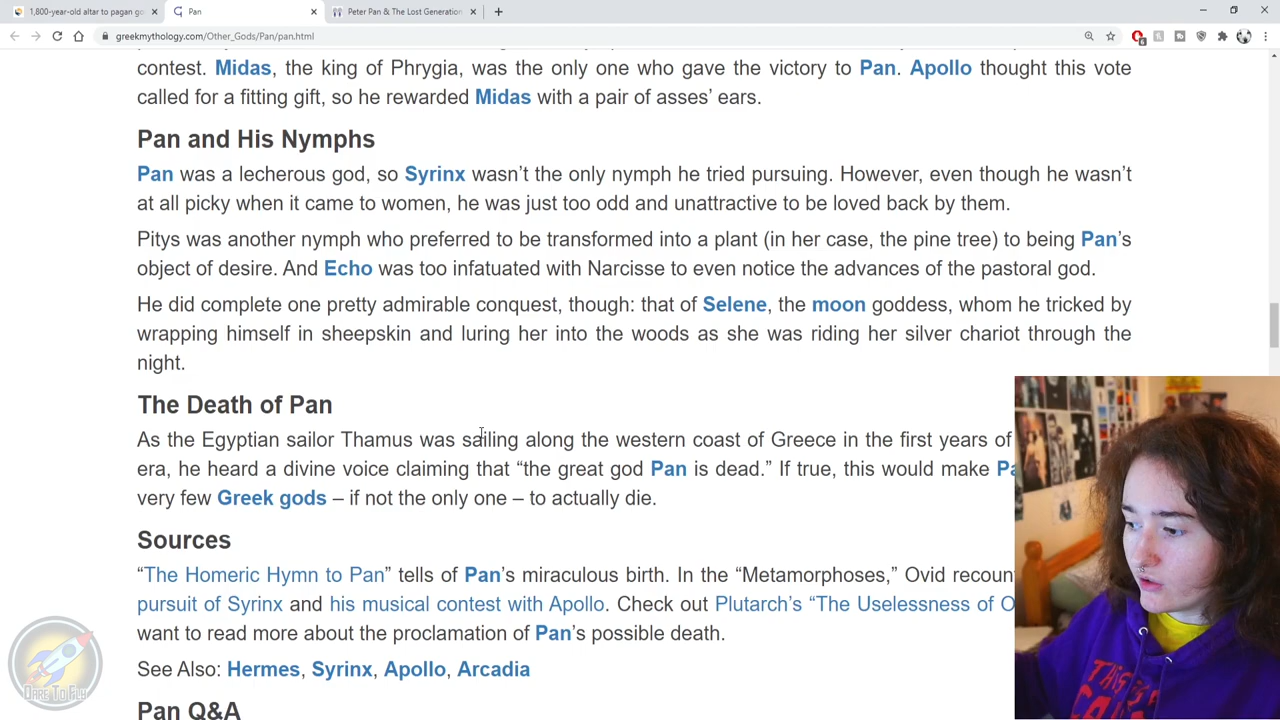 1,800-year-old altar to pagan go
Pan
Peter Pan & The Lost Generation
greekmythology.com/Other_Gods/Pan/pan.html
contest. Midas, the king of Phrygia, was the only one who gave the victory to Pan. Apollo thought this vote
called for a fitting gift, so he rewarded Midas with a pair of asses’ ears.
Pan and His Nymphs
Pan was a lecherous god, so Syrinx wasn’t the only nymph he tried pursuing. However, even though he wasn’t
at all picky when it came to women, he was just too odd and unattractive to be loved back by them.
Pitys was another nymph who preferred to be transformed into a plant (in her case, the pine tree) to being Pan’s
object of desire. And Echo was too infatuated with Narcisse to even notice the advances of the pastoral god.
He did complete one pretty admirable conquest, though: that of Selene, the moon goddess, whom he tricked by
wrapping himself in sheepskin and luring her into the woods as she was riding her silver chariot through the
night.
The Death of Pan
As the Egyptian sailor Thamus was sailing along the western coast of Greece in the first years of
era, he heard a divine voice claiming that “the great god Pan is dead.” If true, this would make Pa
very few Greek gods – if not the only one – to actually die.
Sources
“The Homeric Hymn to Pan” tells of Pan’s miraculous birth. In the “Metamorphoses,” Ovid recoun
pursuit of Syrinx and his musical contest with Apollo. Check out Plutarch’s “The Uselessness of O
want to read more about the proclamation of Pan’s possible death.
See Also: Hermes, Syrinx, Apollo, Arcadia
Pan Q&A
DARE TO FLY